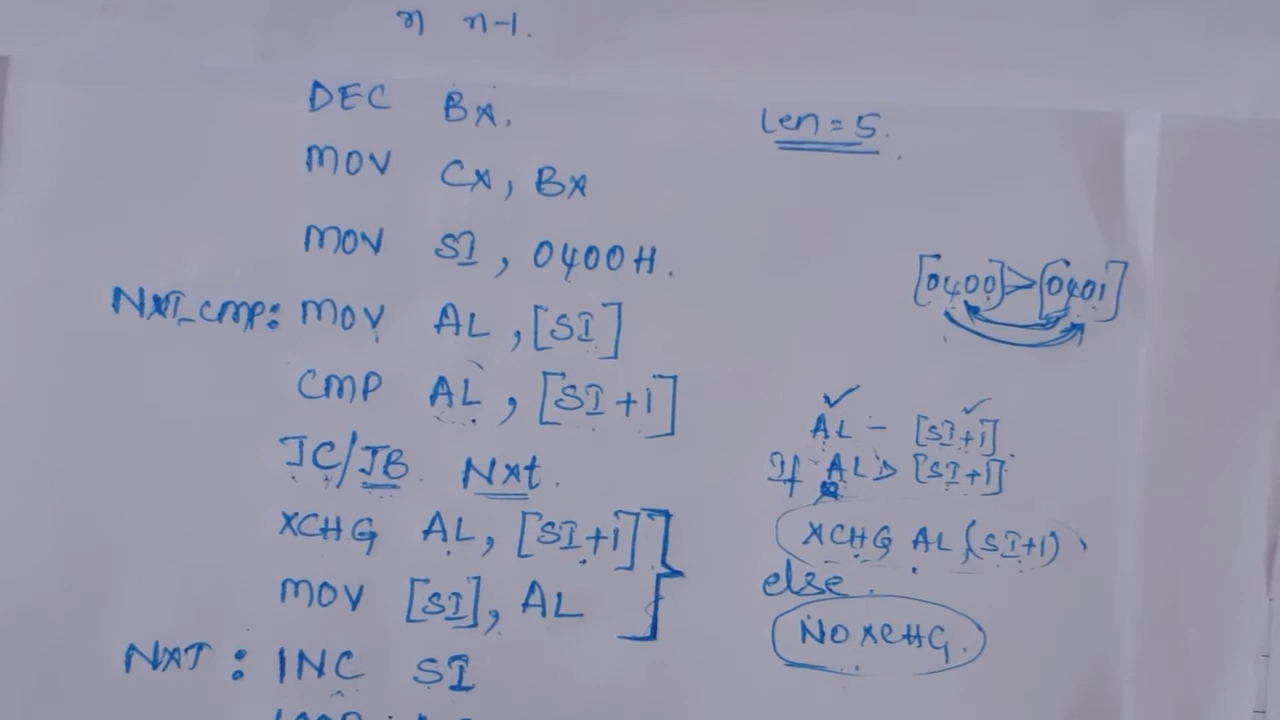 n n-1.
DEC BX.
MOV CX, BX
MOV SI, 0400H.
NXT_CMP: MOV AL, [SI]
CMP AL, [SI+1]
JC/JB. Nxt.
XCHG AL, [SI+1]
MOV [SI], AL
NXT: INC SI
Len = 5.
[0400]>[0401]
AL - [SI+1]
If AL> [SI+1]
XCHG AL,(SI+1)
else.
NO XCHG.